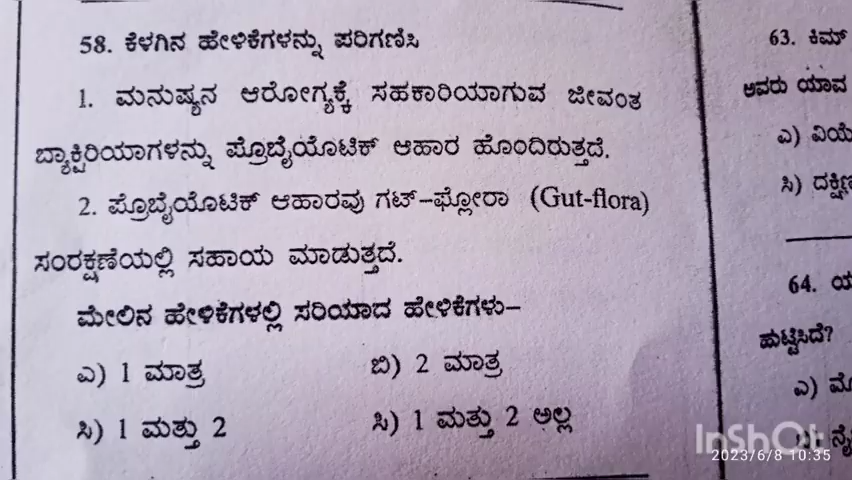 58. ಕೆಳಗಿನ ಹೇಳಿಕೆಗಳನ್ನು ಪರಿಗಣಿಸಿ
1. ಮನುಷ್ಯನ ಆರೋಗ್ಯಕ್ಕೆ ಸಹಕಾರಿಯಾಗುವ ಜೀವಂತ
ಬ್ಯಾಕ್ಟಿರಿಯಾಗಳನ್ನು ಪ್ರೊಬೈಯೊಟಿಕ್ ಆಹಾರ ಹೊಂದಿರುತ್ತದೆ.
2. ಪ್ರೊಬೈಯೊಟಿಕ್ ಆಹಾರವು ಗಟ್-ಫ್ಲೋರಾ (Gut-flora)
ಸಂರಕ್ಷಣೆಯಲ್ಲಿ ಸಹಾಯ ಮಾಡುತ್ತದೆ.
ಮೇಲಿನ ಹೇಳಿಕೆಗಳಲ್ಲಿ ಸರಿಯಾದ ಹೇಳಿಕೆಗಳು-
ಎ) 1 ಮಾತ್ರ ಬಿ) 2 ಮಾತ್ರ
ಸಿ) 1 ಮತ್ತು 2 ಸಿ) 1 ಮತ್ತು 2 ಅಲ್ಲ
63. ಕಿಮ್
ಅವರು ಯಾವ
ಎ)
ಸಿ)
64.
ಹುಟ್ಟಿಸಿದೆ?
ಎ)
InShOt
2023/6/8 10:35